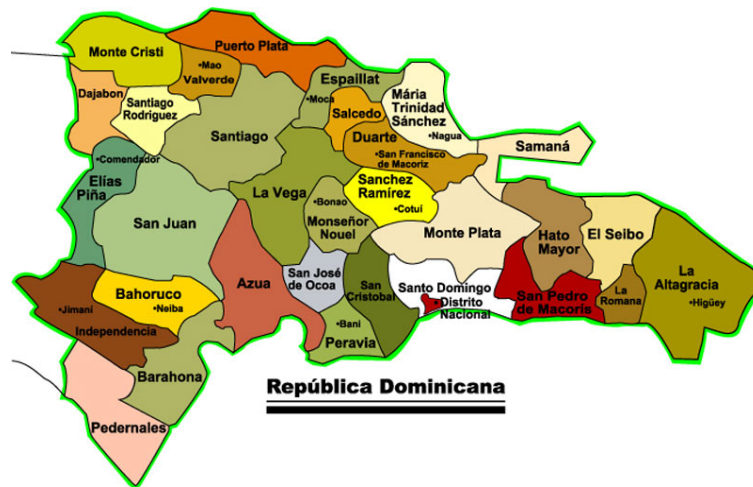 Monte Cristi
Puerto Plata
•Mao
Valverde
Espaillat
•Moca
Dajabon
Santiago
Rodriguez
Salcedo
Mária
Trinidad
Sánchez
•Nagua
Santiago
Duarte
•San Francisco
de Macoriz
Samaná
•Comendador
Elías
Piña
La Vega
Sanchez
Ramírez
•Cotuí
San Juan
•Bonao
Monseñor
Nouel
Monte Plata
Hato
Mayor
El Seibo
La
Altagracia
•Higüey
Azua
San José
de Ocoa
San
Cristobal
Santo Domingo
•Distrito
Nacional
San Pedro
de Macorís
La
Romana
Bahoruco
•Neiba
•Jimani
Independencia
•Bani
Peravia
Barahona
Pedernales
República Dominicana